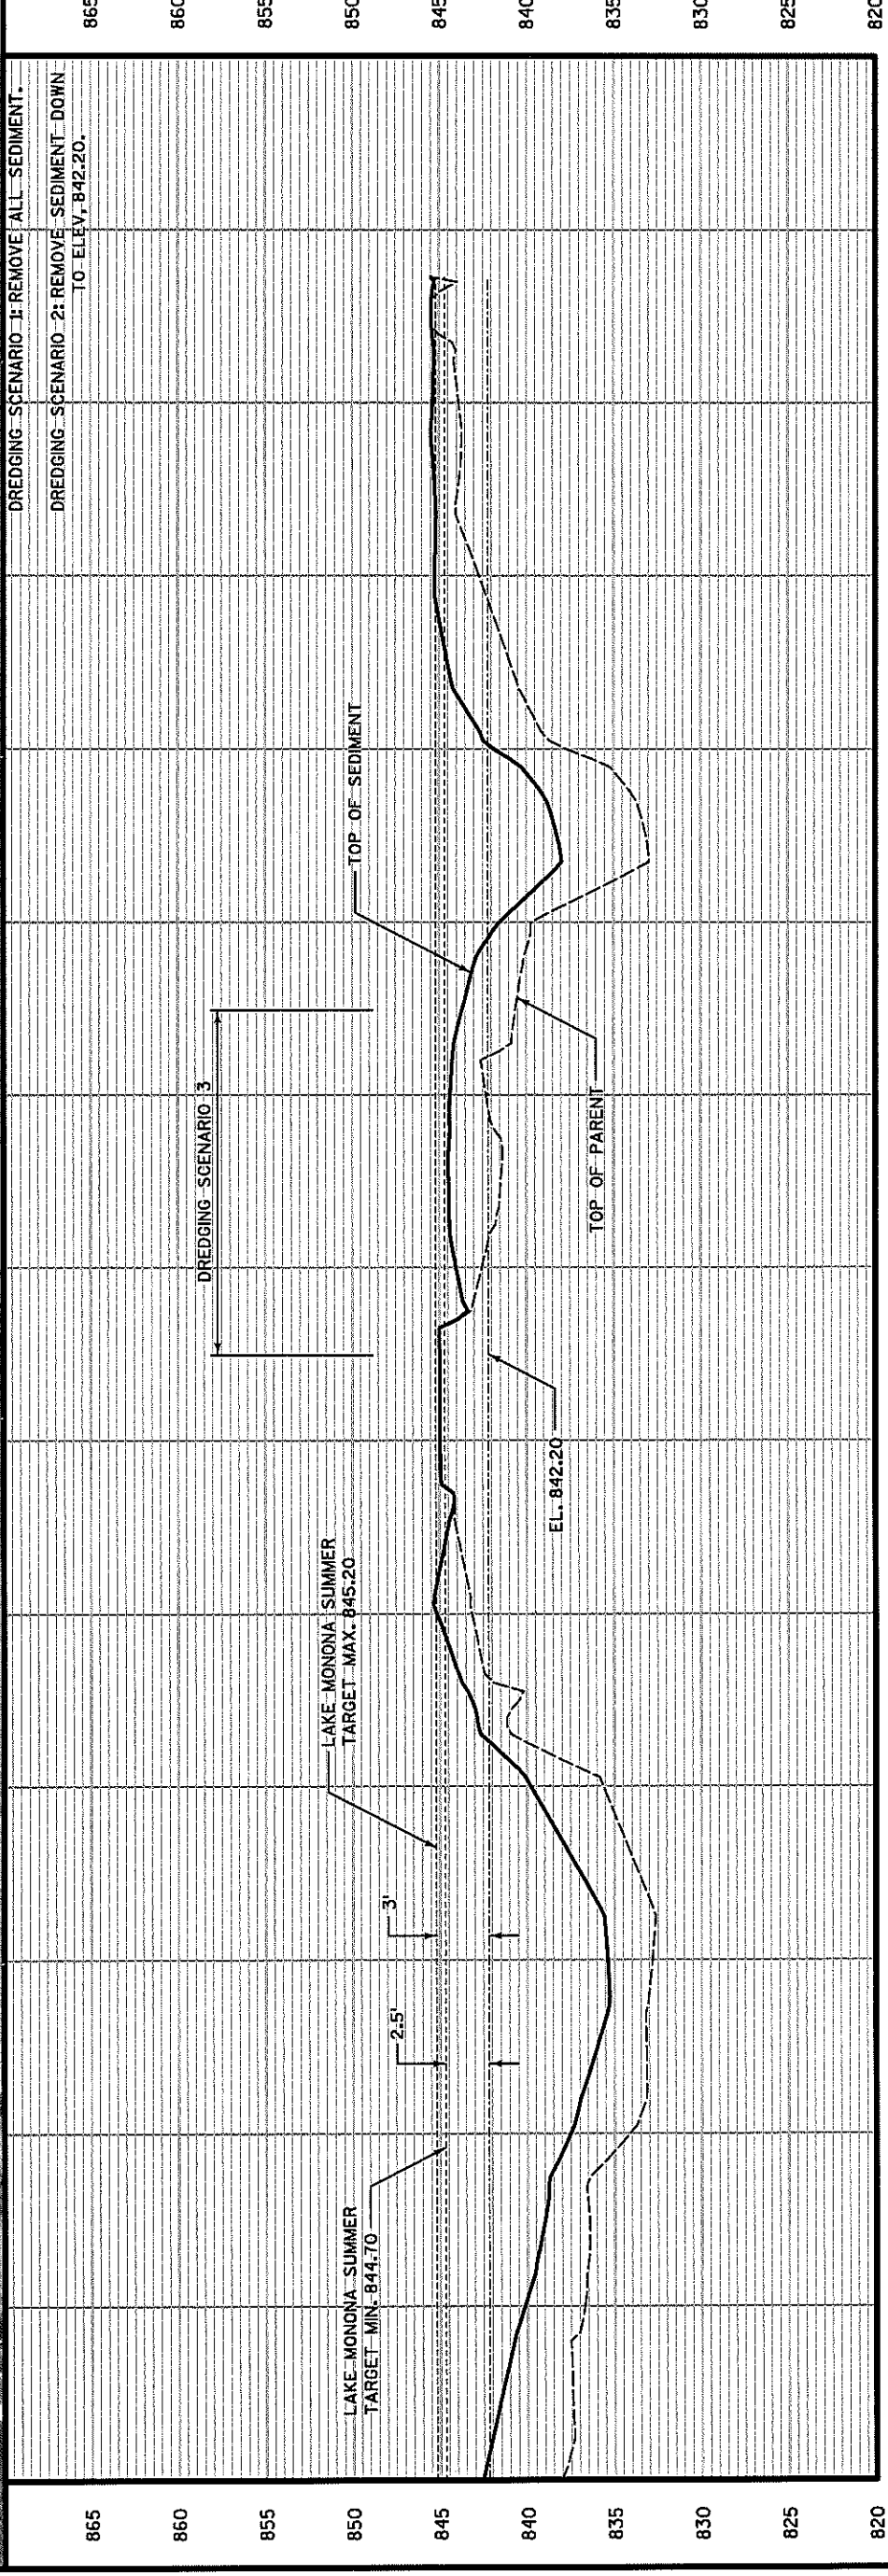 DREDGING SCENARIO 1: REMOVE ALL SEDIMENT.
DREDGING SCENARIO 2: REMOVE SEDIMENT DOWN
TO ELEV. 842.20.
865
860
855
850
845
840
835
830
825
820
LAKE MONONA SUMMER
TARGET MIN. 844.70
2.5'
3'
LAKE MONONA SUMMER
TARGET MAX. 845.20
EL. 842.20
DREDGING SCENARIO 3
TOP OF PARENT
TOP OF SEDIMENT
865
860
855
850
845
840
835
830
825
820